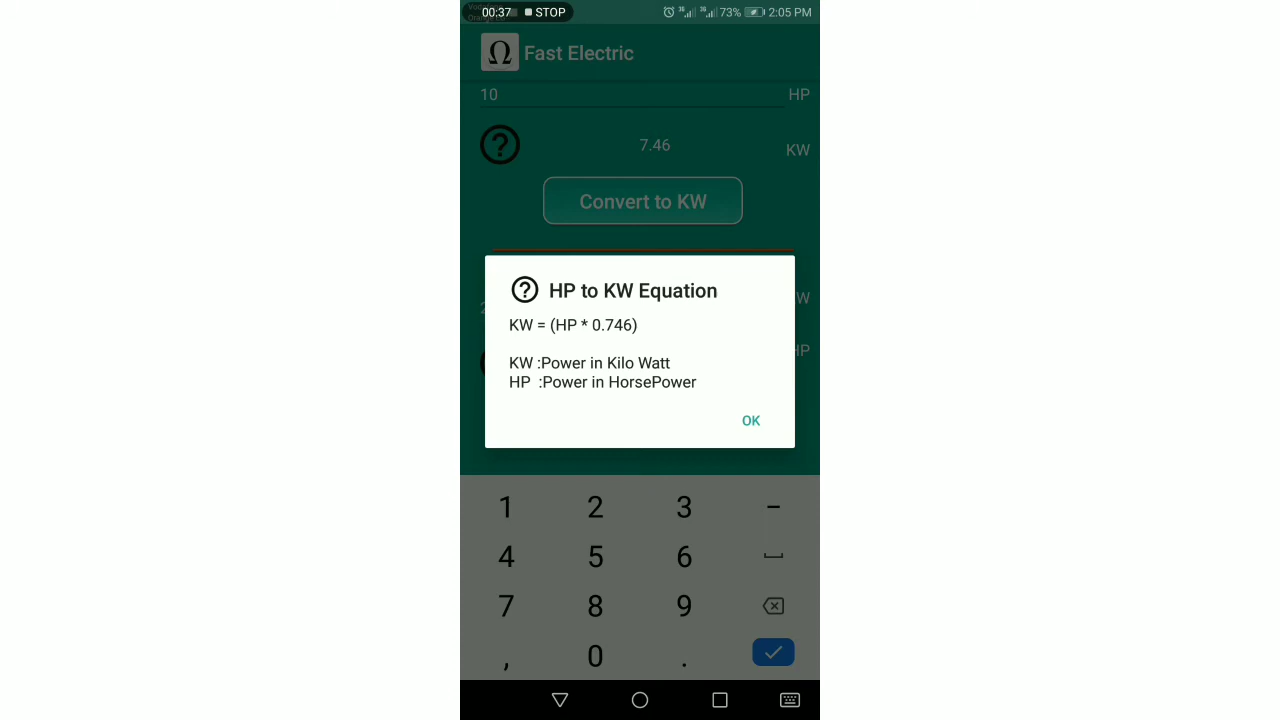 00:37 STOP 73% 2:05 PM
Ω Fast Electric
10 HP
7.46 KW
Convert to KW
HP to KW Equation
KW = (HP * 0.746)
KW :Power in Kilo Watt
HP :Power in HorsePower
HP
OK
1 2 3 -
4 5 6
7 8 9
, 0 .